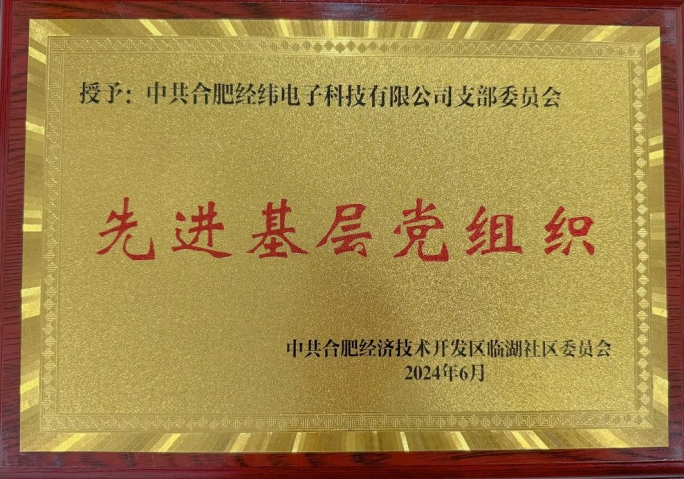 授予：中共合肥经纬电子科技有限公司支部委员会
先进基层党组织
中共合肥经济技术开发区临湖社区委员会
2024年6月